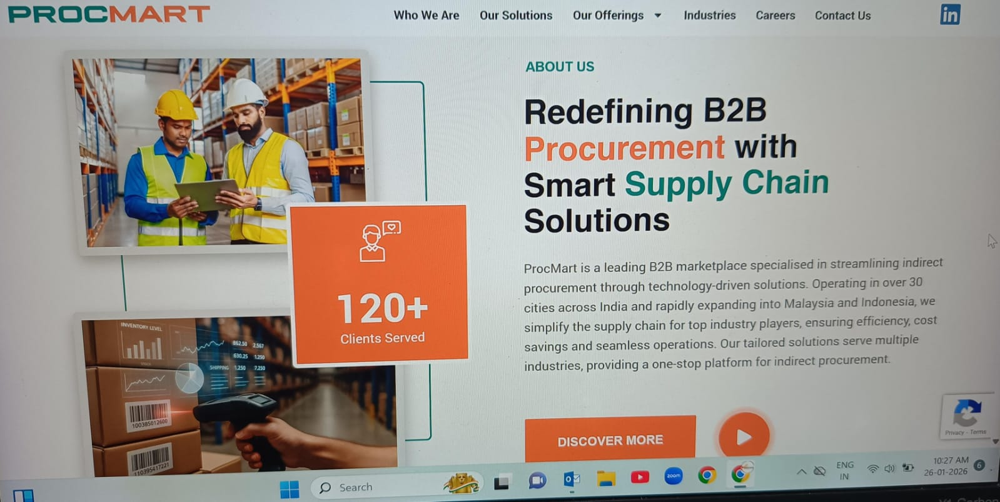 PROCMART
Who We Are Our Solutions Our Offerings Industries Careers Contact Us
in
ABOUT US
Redefining B2B
Procurement with
Smart Supply Chain
Solutions
120+
Clients Served
ProcMart is a leading B2B marketplace specialised in streamlining indirect
procurement through technology-driven solutions. Operating in over 30
cities across India and rapidly expanding into Malaysia and Indonesia, we
simplify the supply chain for top industry players, ensuring efficiency, cost
savings and seamless operations. Our tailored solutions serve multiple
industries, providing a one-stop platform for indirect procurement.
INVENTORY LEVEL
STOCK
862.50 2.567
630.25 1.250
SHIPPING 1.250 7.250
100385012600
110395417221
DISCOVER MORE
Privacy - Terms
Search
zoom
ENG
IN
10:27 AM
26-01-2026
6